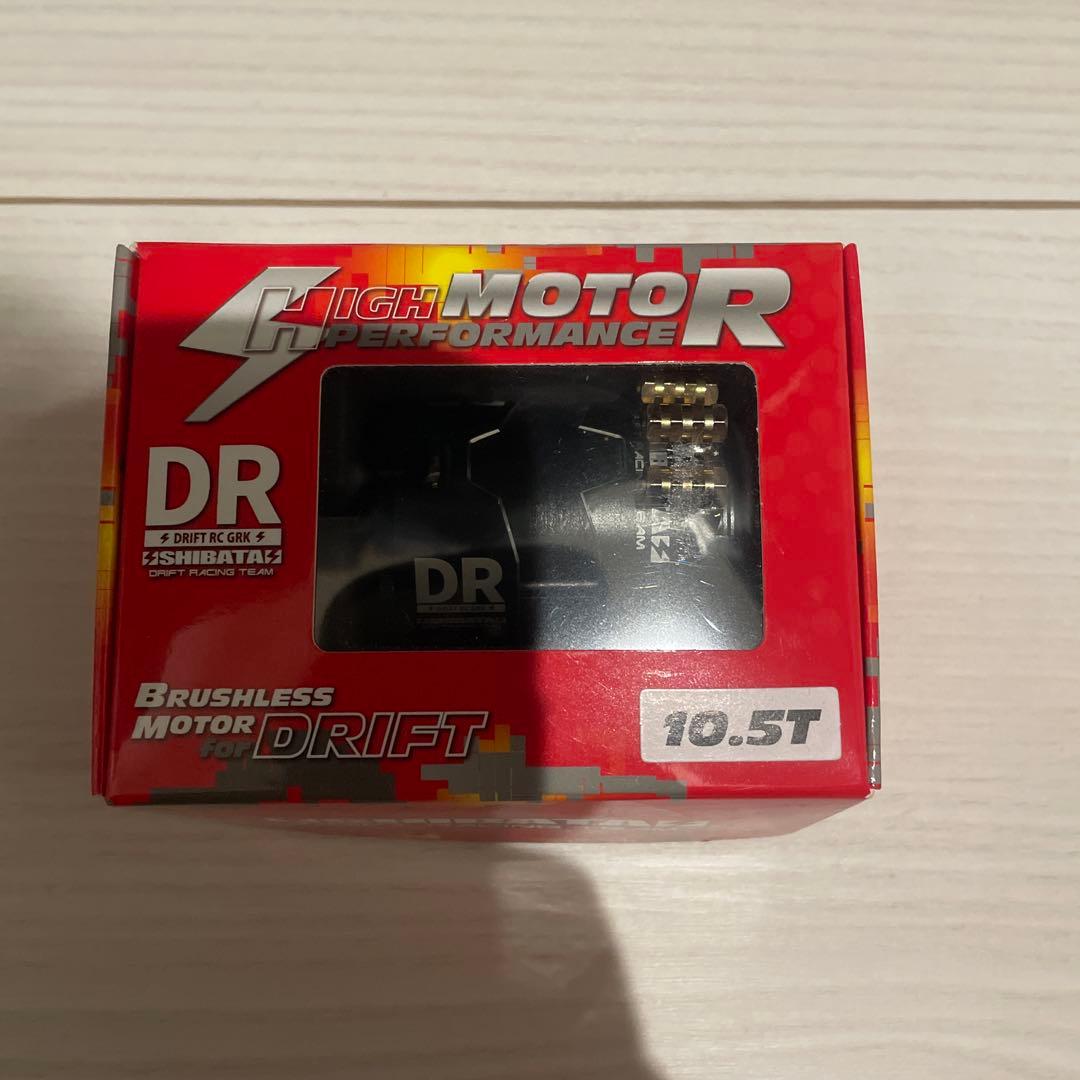 HIGH MOTOR
PERFORMANCE
DR
DRIFT RC GRK
SHIBATA
DRIFT RACING TEAM
DR
BRUSHLESS
MOTOR
for DRIFT
10.5T